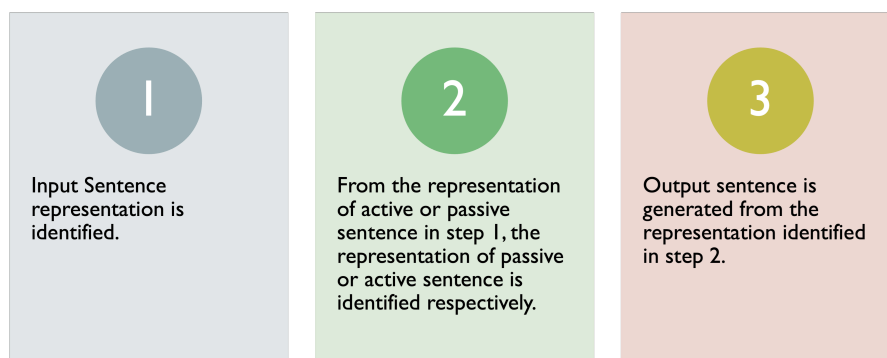 1
Input Sentence
representation is
identified.
2
From the representation
of active or passive
sentence in step 1, the
representation of passive
or active sentence is
identified respectively.
3
Output sentence is
generated from the
representation identified
in step 2.